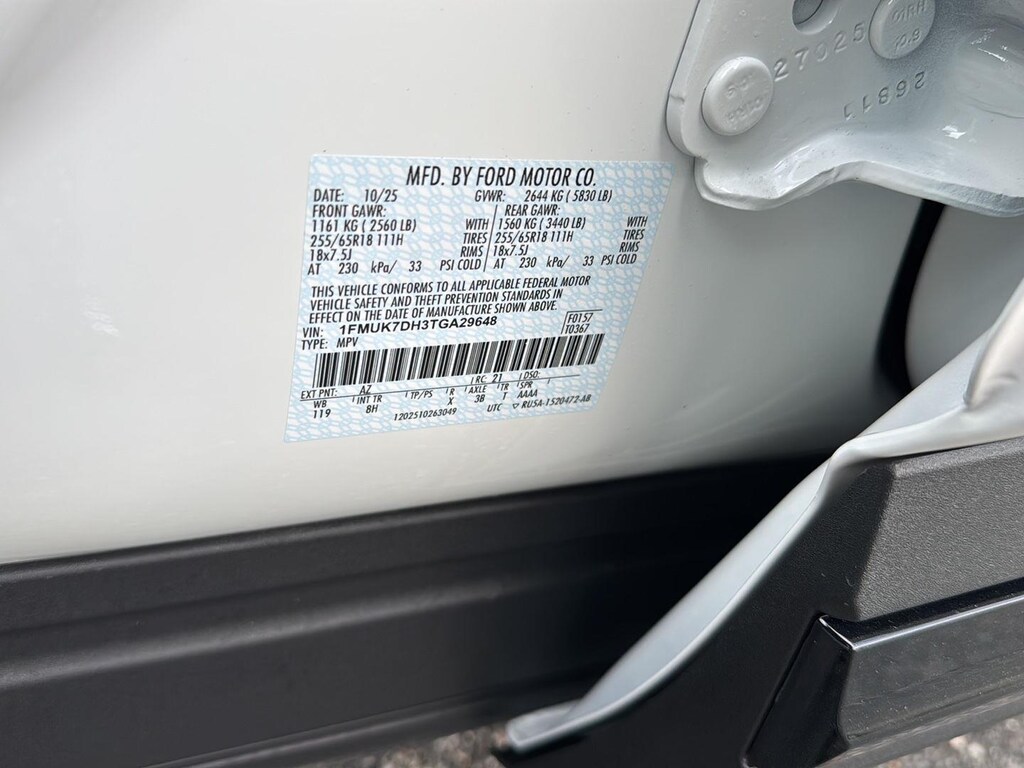 27025
26811
MFD. BY FORD MOTOR CO.
DATE: 10/25 GVWR: 2644 KG ( 5830 LB)
FRONT GAWR: REAR GAWR:
1161 KG ( 2560 LB) WITH 1560 KG ( 3440 LB) WITH
255/65R18 111H TIRES 255/65R18 111H TIRES
18x7.5J RIMS 18x7.5J RIMS
AT 230 kPa/ 33 PSI COLD AT 230 kPa/ 33 PSI COLD
THIS VEHICLE CONFORMS TO ALL APPLICABLE FEDERAL MOTOR
VEHICLE SAFETY AND THEFT PREVENTION STANDARDS IN
EFFECT ON THE DATE OF MANUFACTURE SHOWN ABOVE.
VIN: 1FMUK7DH3TGA29648 F0157
TYPE: MPV T0367
EXT PNT: AZ RC: 21 DSO:
WB INT TR TP/PS R AXLE TR SPR
119 8H X 3B T AAAA
1202510263049 UTC ▽ RU5A-1520472-AB